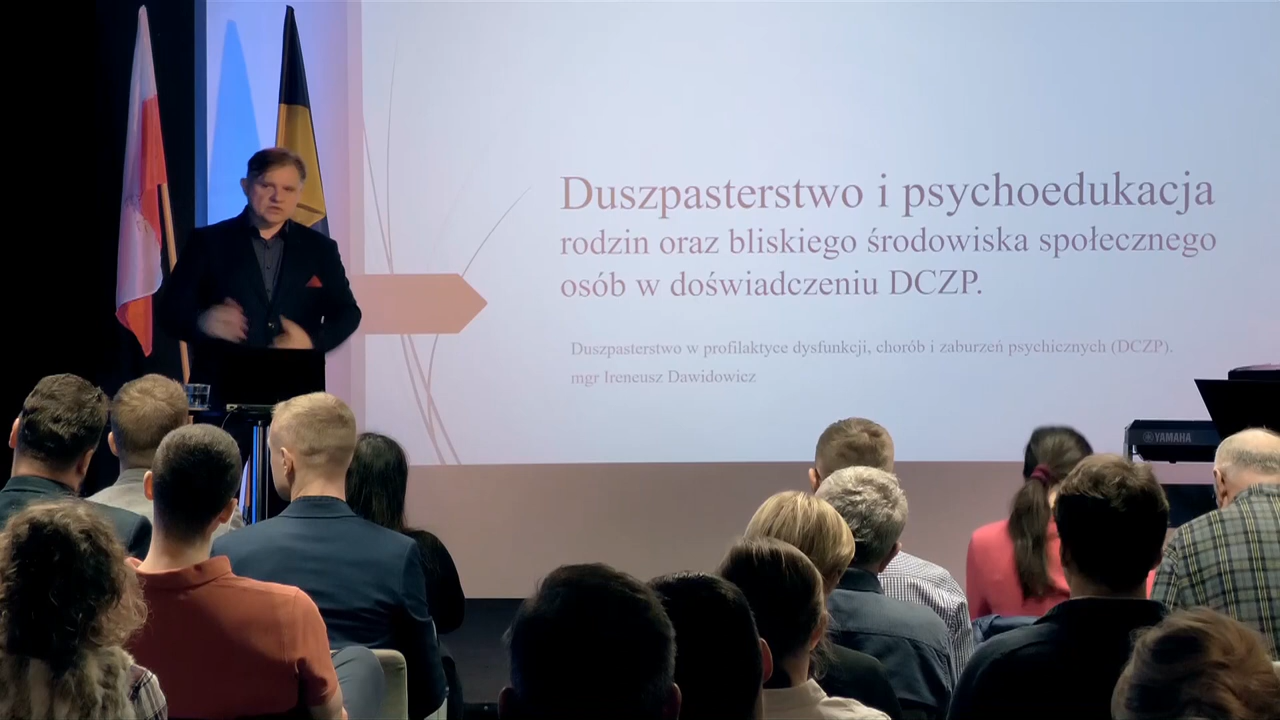 Duszpasterstwo i psychoedukacja
rodzin oraz bliskiego środowiska społecznego
osób w doświadczeniu DCZP.
Duszpasterstwo w profilaktyce dysfunkcji, chorób i zaburzeń psychicznych (DCZP).
mgr Ireneusz Dawidowicz
YAMAHA